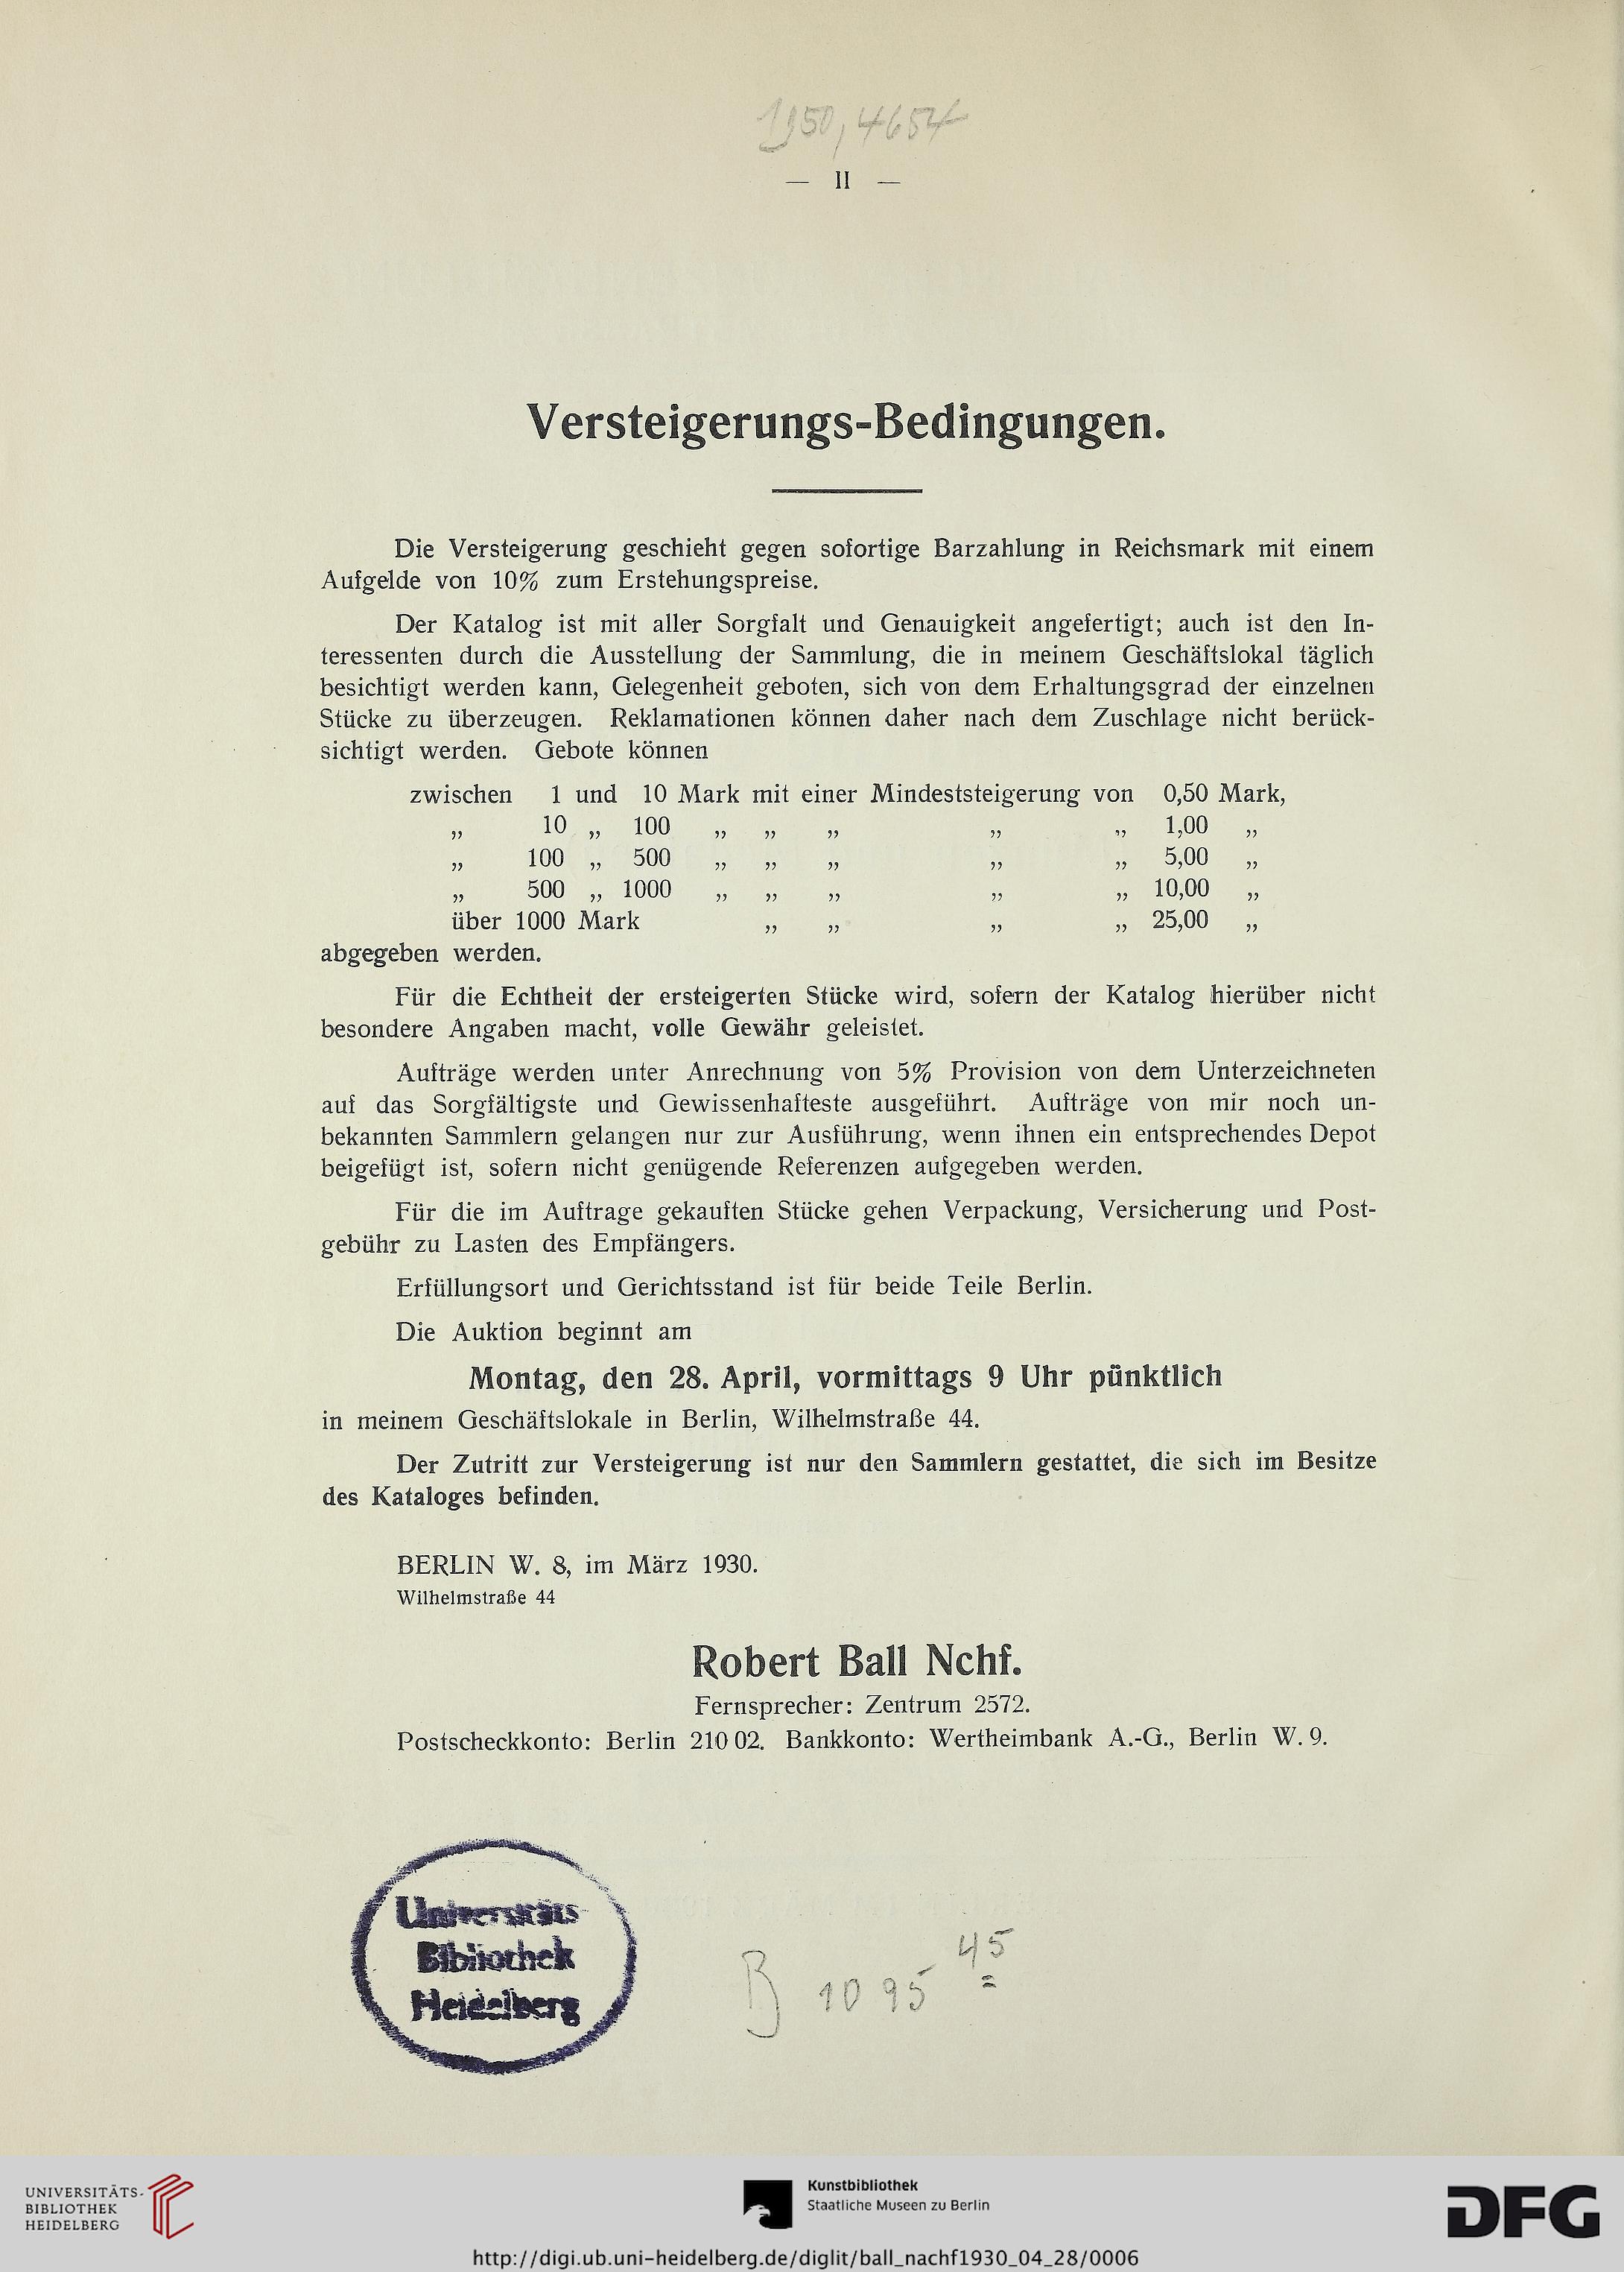 1950, 4654
— II —
Versteigerungs-Bedingungen.
Die Versteigerung geschieht gegen sofortige Barzahlung in Reichsmark mit einem
Aufgelde von 10% zum Erstehungspreise.
Der Katalog ist mit aller Sorgfalt und Genauigkeit angefertigt; auch ist den In-
teressenten durch die Ausstellung der Sammlung, die in meinem Geschäftslokal täglich
besichtigt werden kann, Gelegenheit geboten, sich von dem Erhaltungsgrad der einzelnen
Stücke zu überzeugen. Reklamationen können daher nach dem Zuschlage nicht berück-
sichtigt werden. Gebote können
zwischen 1 und 10 Mark mit einer Mindeststeigerung von 0,50 Mark,
„ 10 „ 100 „ „ „ „ „ 1,00 „
„ 100 „ 500 „ „ „ „ „ 5,00 „
„ 500 „ 1000 „ „ „ „ „ 10,00 „
über 1000 Mark „ „ „ „ 25,00 „
abgegeben werden.
Für die Echtheit der ersteigerten Stücke wird, sofern der Katalog hierüber nicht
besondere Angaben macht, volle Gewähr geleistet.
Aufträge werden unter Anrechnung von 5% Provision von dem Unterzeichneten
auf das Sorgfältigste und Gewissenhafteste ausgeführt. Aufträge von mir noch un-
bekannten Sammlern gelangen nur zur Ausführung, wenn ihnen ein entsprechendes Depot
beigefügt ist, sofern nicht genügende Referenzen aufgegeben werden.
Für die im Auftrage gekauften Stücke gehen Verpackung, Versicherung und Post-
gebühr zu Lasten des Empfängers.
Erfüllungsort und Gerichtsstand ist für beide Teile Berlin.
Die Auktion beginnt am
Montag, den 28. April, vormittags 9 Uhr pünktlich
in meinem Geschäftslokale in Berlin, Wilhelmstraße 44.
Der Zutritt zur Versteigerung ist nur den Sammlern gestattet, die sich im Besitze
des Kataloges befinden.
BERLIN W. 8, im März 1930.
Wilhelmstraße 44
Robert Ball Nchf.
Fernsprecher: Zentrum 2572.
Postscheckkonto: Berlin 210 02. Bankkonto: Wertheimbank A.-G., Berlin W. 9.
Universitäts
Bibliothek
Heidelberg
B 1095 45
UNIVERSITÄTS-
BIBLIOTHEK
HEIDELBERG
Kunstbibliothek
Staatliche Museen zu Berlin
DFG
http://digi.ub.uni-heidelberg.de/diglit/ball_nachf1930_04_28/0006